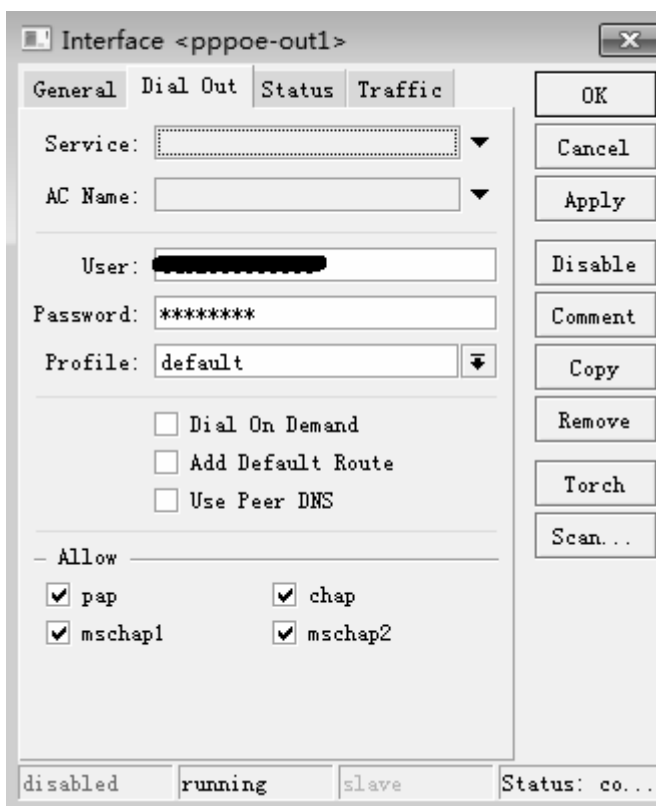 Interface <pppoe-out1>
General Dial Out Status Traffic
OK
Service:
Cancel
AC Name:
Apply
User:
Disable
Password: ********
Comment
Profile: default
Copy
Dial On Demand
Remove
Add Default Route
Use Peer DNS
Torch
Scan...
Allow
pap chap
mschap1 mschap2
disabled running slave Status: co...